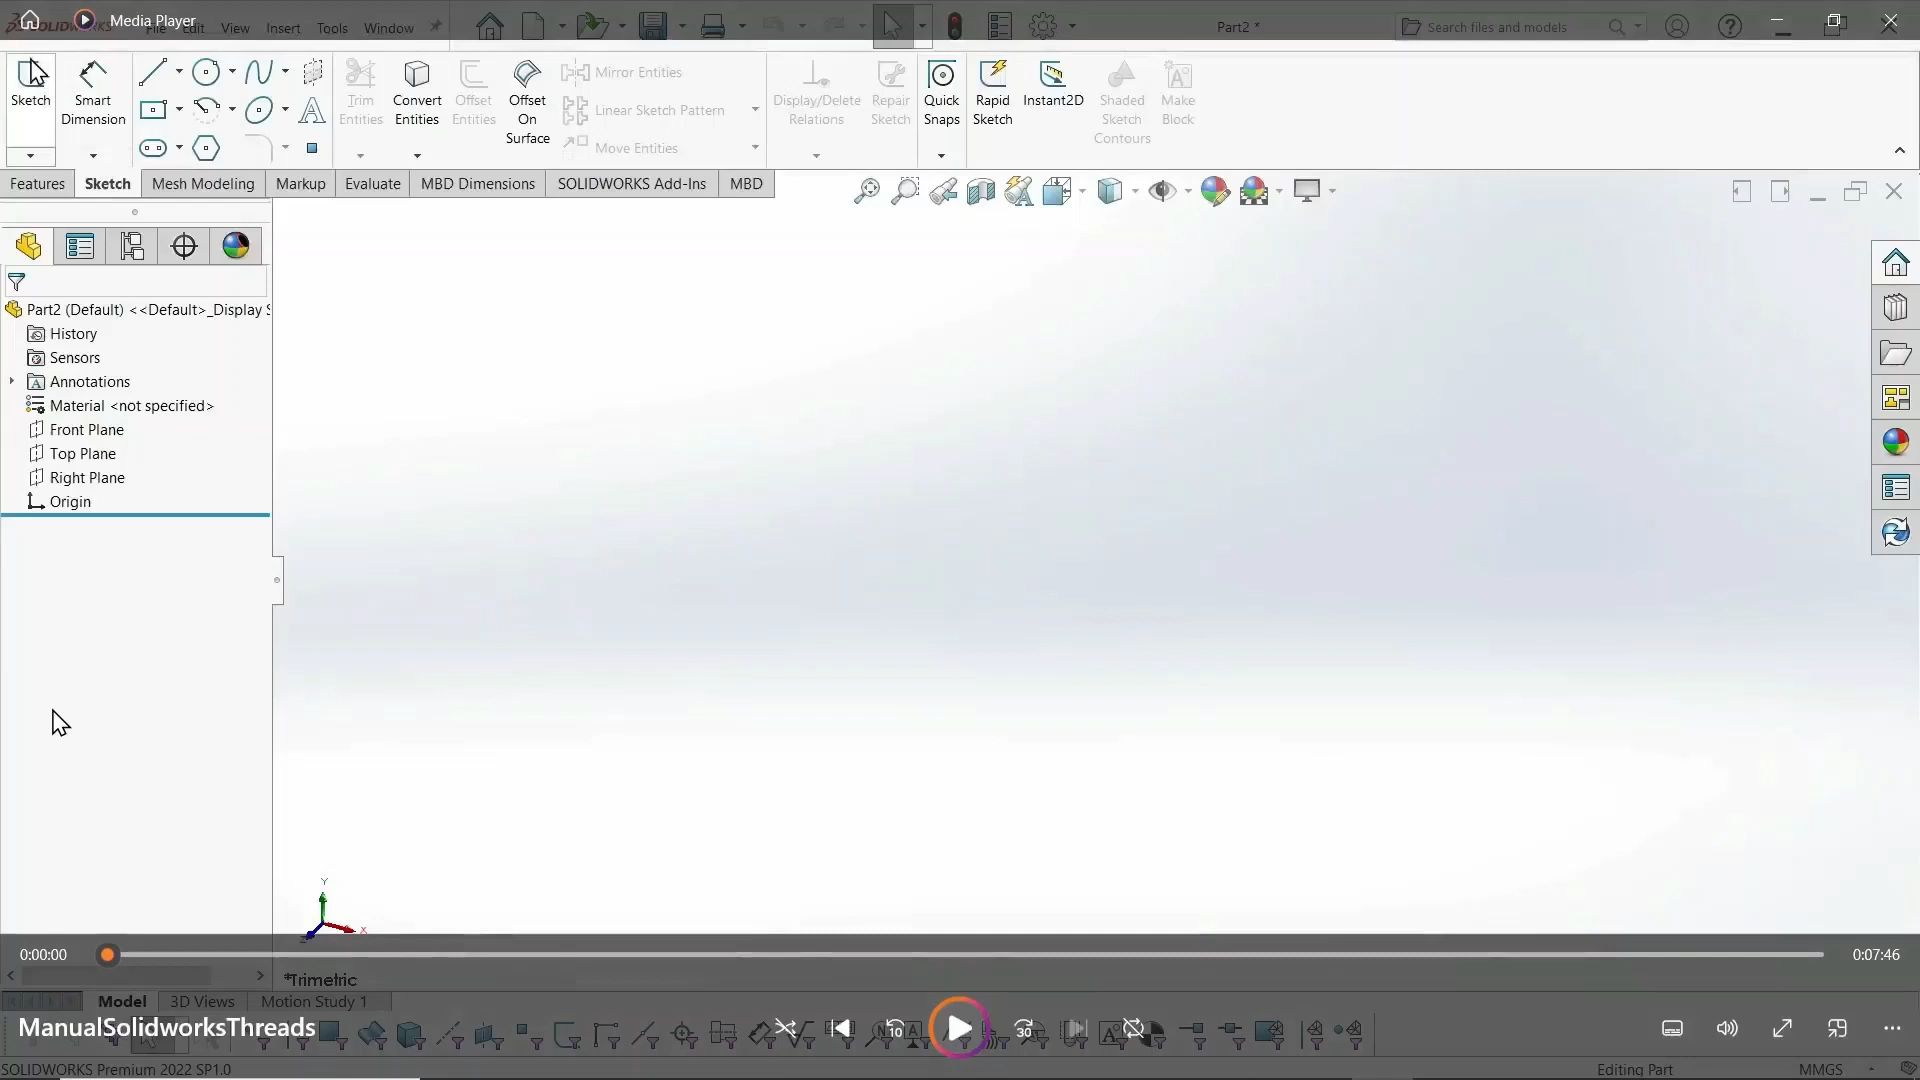 Media Player
File Edit View Insert Tools Window
Part2 *
Search files and models
Sketch
Smart Dimension
Trim Entities
Convert Entities
Offset Entities
Offset On Surface
Mirror Entities
Linear Sketch Pattern
Move Entities
Display/Delete Relations
Repair Sketch
Quick Snaps
Rapid Sketch
Instant2D
Shaded Sketch Contours
Make Block
Features Sketch Mesh Modeling Markup Evaluate MBD Dimensions SOLIDWORKS Add-Ins MBD
Part2 (Default) <<Default>_Display S
History
Sensors
Annotations
Material <not specified>
Front Plane
Top Plane
Right Plane
Origin
Y
X
Z
0:00:00
0:07:46
*Trimetric
Model 3D Views Motion Study 1
ManualSolidworksThreads
10
30
SOLIDWORKS Premium 2022 SP1.0
Editing Part
MMGS